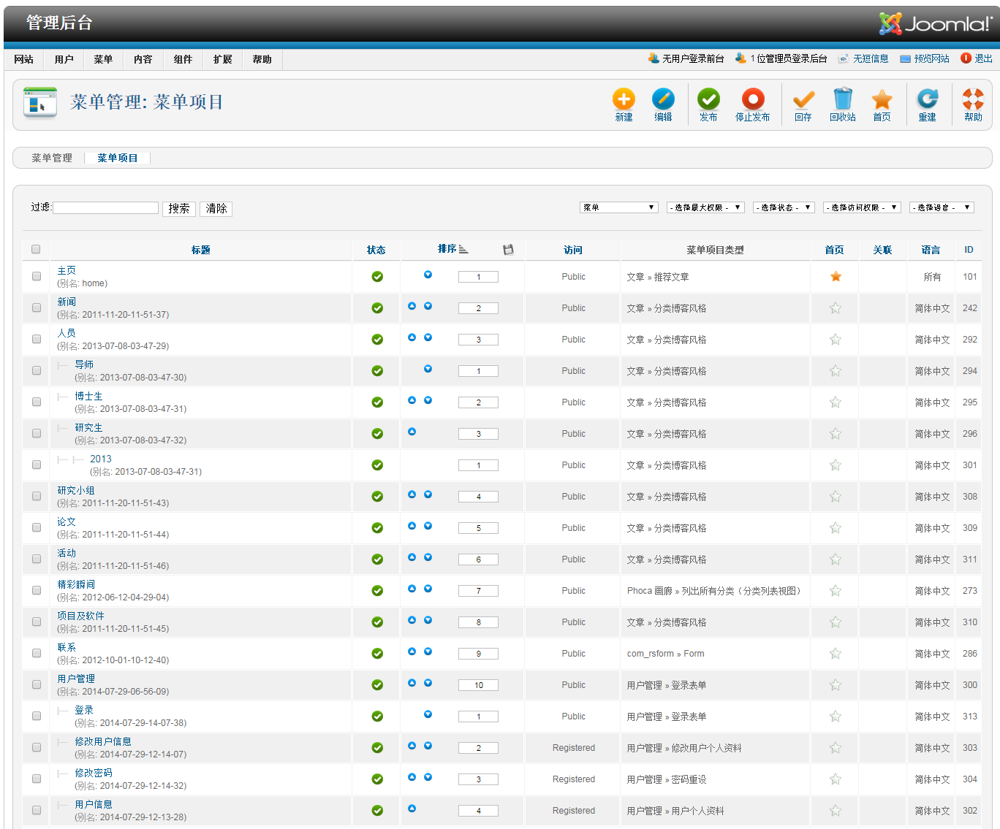 管理后台
Joomla!
网站 用户 菜单 内容 组件 扩展 帮助 无用户登录前台 1 位管理员登录后台 无短信息 预览网站 退出
菜单管理: 菜单项目
新建 编辑 发布 停止发布 回存 回收站 首页 重建 帮助
菜单管理 菜单项目
过滤: 搜索 清除 菜单 - 选择最大权限 - - 选择状态 - - 选择访问权限 - - 选择语言 -
标题 状态 排序 访问 菜单项目类型 首页 关联 语言 ID
主页
(别名: home) 1 Public 文章 » 推荐文章 所有 101
新闻
(别名: 2011-11-20-11-51-37) 2 Public 文章 » 分类博客风格 简体中文 242
人员
(别名: 2013-07-08-03-47-29) 3 Public 文章 » 分类博客风格 简体中文 292
|— 导师
(别名: 2013-07-08-03-47-30) 1 Public 文章 » 分类博客风格 简体中文 294
|— 博士生
(别名: 2013-07-08-03-47-31) 2 Public 文章 » 分类博客风格 简体中文 295
|— 研究生
(别名: 2013-07-08-03-47-32) 3 Public 文章 » 分类博客风格 简体中文 296
|— |— 2013
(别名: 2013-07-08-03-47-31) 1 Public 文章 » 分类博客风格 简体中文 301
研究小组
(别名: 2011-11-20-11-51-43) 4 Public 文章 » 分类博客风格 简体中文 308
论文
(别名: 2011-11-20-11-51-44) 5 Public 文章 » 分类博客风格 简体中文 309
活动
(别名: 2011-11-20-11-51-46) 6 Public 文章 » 分类博客风格 简体中文 311
精彩瞬间
(别名: 2012-06-12-04-29-04) 7 Public Phoca 画廊 » 列出所有分类（分类列表视图） 简体中文 273
项目及软件
(别名: 2011-11-20-11-51-45) 8 Public 文章 » 分类博客风格 简体中文 310
联系
(别名: 2012-10-01-10-12-40) 9 Public com_rsform » Form 简体中文 286
用户管理
(别名: 2014-07-29-06-56-09) 10 Public 用户管理 » 登录表单 简体中文 300
|— 登录
(别名: 2014-07-29-14-07-38) 1 Public 用户管理 » 登录表单 简体中文 313
|— 修改用户信息
(别名: 2014-07-29-12-14-07) 2 Registered 用户管理 » 修改用户个人资料 简体中文 303
|— 修改密码
(别名: 2014-07-29-12-14-32) 3 Registered 用户管理 » 密码重设 简体中文 304
|— 用户信息
(别名: 2014-07-29-12-13-28) 4 Registered 用户管理 » 用户个人资料 简体中文 302